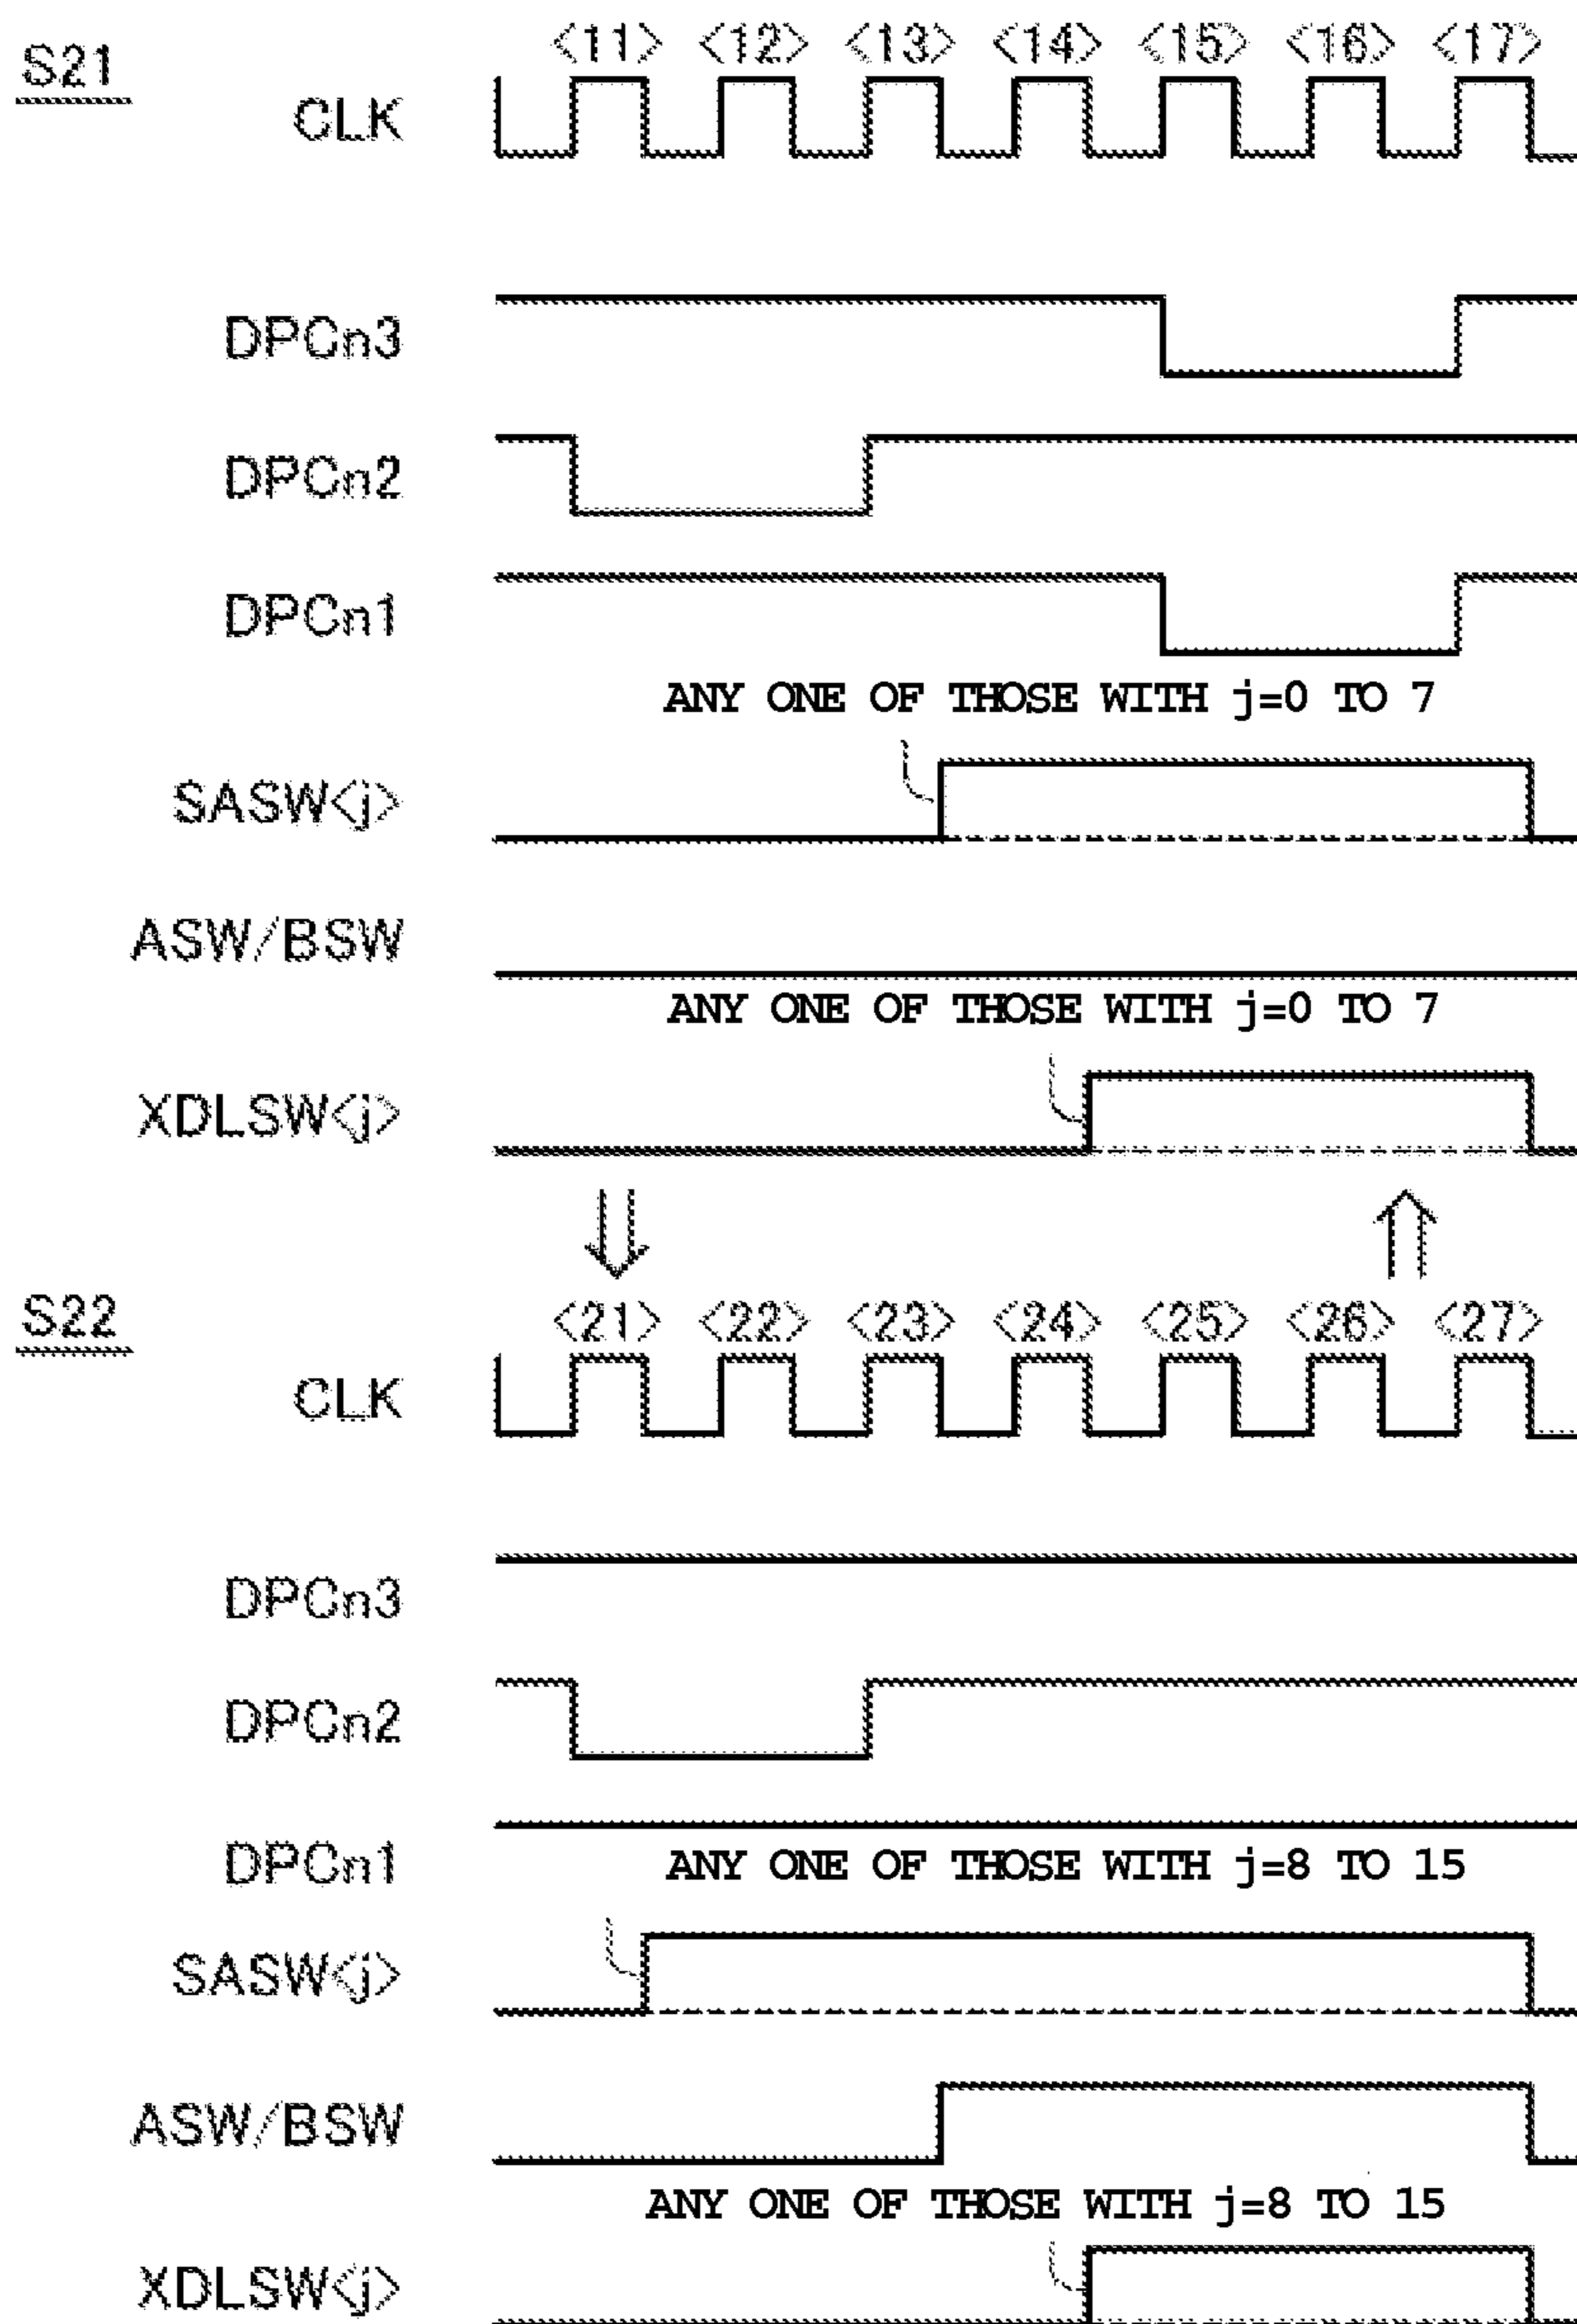 S21
<11> <12> <13> <14> <15> <16> <17>
CLK
DPCn3
DPCn2
DPCn1
ANY ONE OF THOSE WITH j=0 TO 7
SASW<j>
ASW/BSW
ANY ONE OF THOSE WITH j=0 TO 7
XDLSW<j>
S22
<21> <22> <23> <24> <25> <26> <27>
CLK
DPCn3
DPCn2
DPCn1
ANY ONE OF THOSE WITH j=8 TO 15
SASW<j>
ASW/BSW
ANY ONE OF THOSE WITH j=8 TO 15
XDLSW<j>